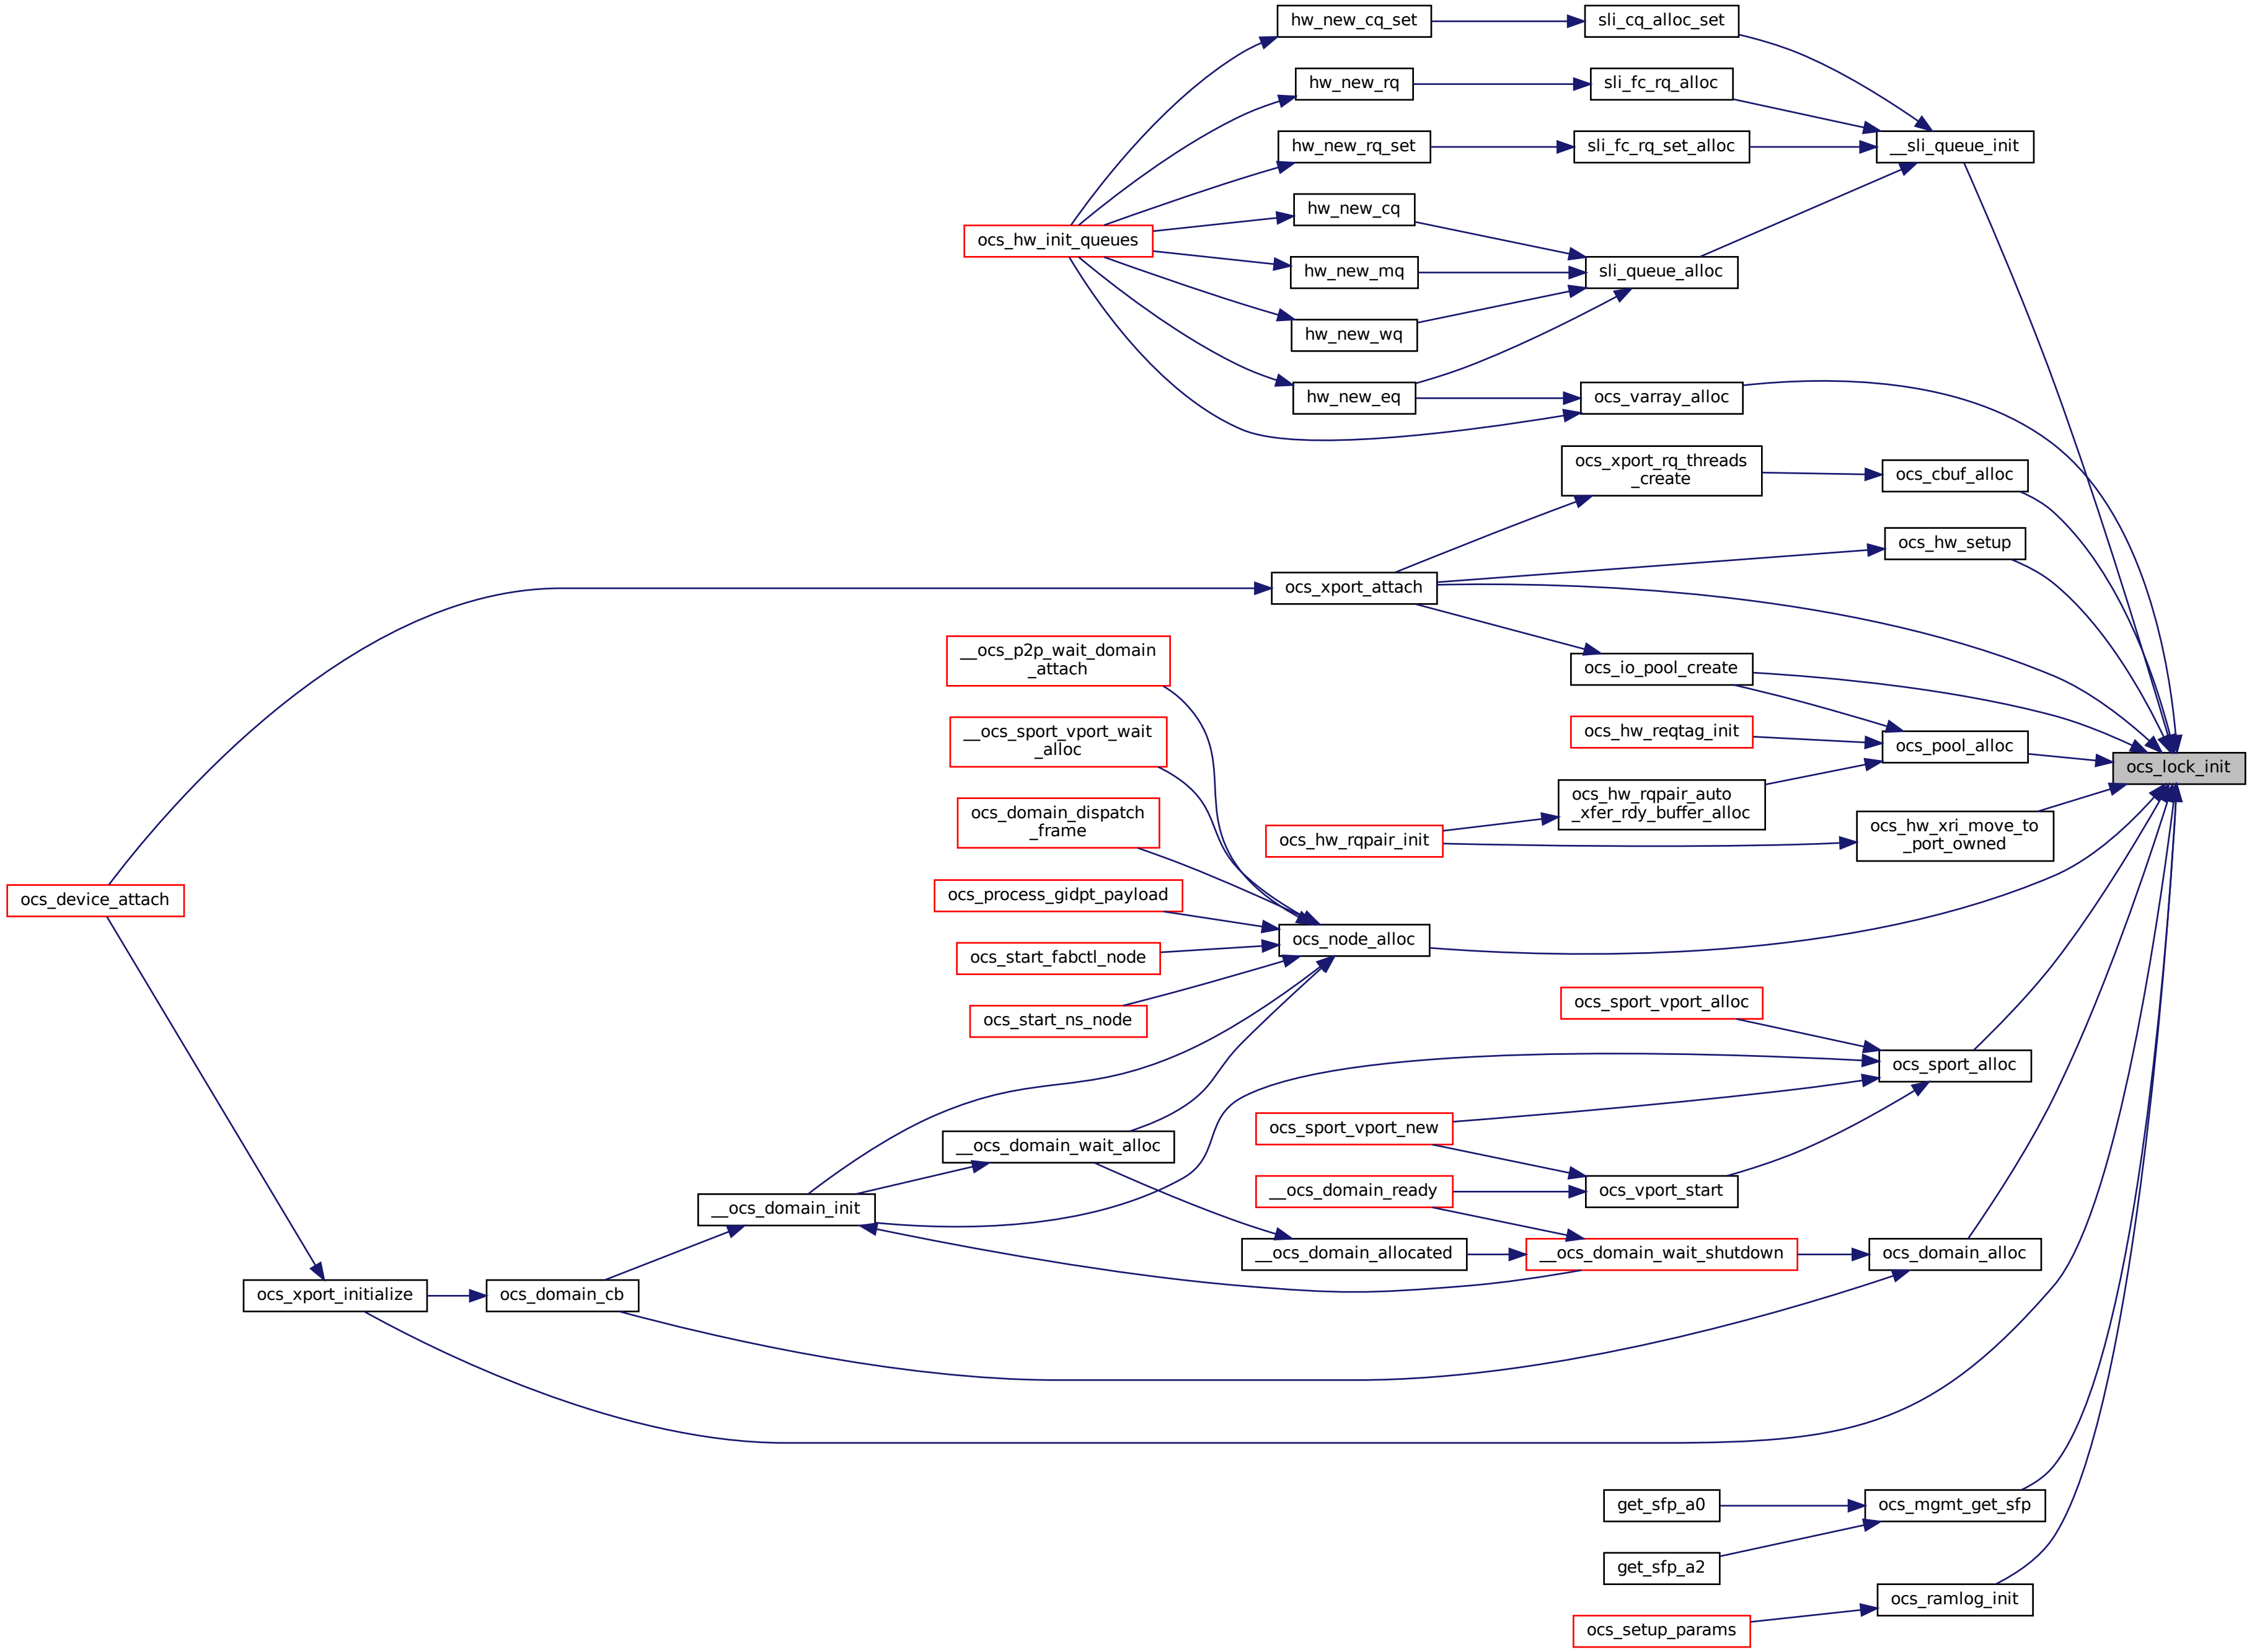 hw_new_cq_set
sli_cq_alloc_set
hw_new_rq
sli_fc_rq_alloc
hw_new_rq_set
sli_fc_rq_set_alloc
__sli_queue_init
hw_new_cq
ocs_hw_init_queues
hw_new_mq
sli_queue_alloc
hw_new_wq
hw_new_eq
ocs_varray_alloc
ocs_xport_rq_threads
_create
ocs_cbuf_alloc
ocs_hw_setup
ocs_xport_attach
__ocs_p2p_wait_domain
_attach
ocs_io_pool_create
__ocs_sport_vport_wait
_alloc
ocs_hw_reqtag_init
ocs_pool_alloc
ocs_lock_init
ocs_domain_dispatch
_frame
ocs_hw_rqpair_auto
_xfer_rdy_buffer_alloc
ocs_hw_rqpair_init
ocs_hw_xri_move_to
_port_owned
ocs_device_attach
ocs_process_gidpt_payload
ocs_node_alloc
ocs_start_fabctl_node
ocs_start_ns_node
ocs_sport_vport_alloc
ocs_sport_alloc
ocs_sport_vport_new
__ocs_domain_wait_alloc
__ocs_domain_ready
ocs_vport_start
__ocs_domain_init
__ocs_domain_allocated
__ocs_domain_wait_shutdown
ocs_domain_alloc
ocs_xport_initialize
ocs_domain_cb
get_sfp_a0
ocs_mgmt_get_sfp
get_sfp_a2
ocs_ramlog_init
ocs_setup_params